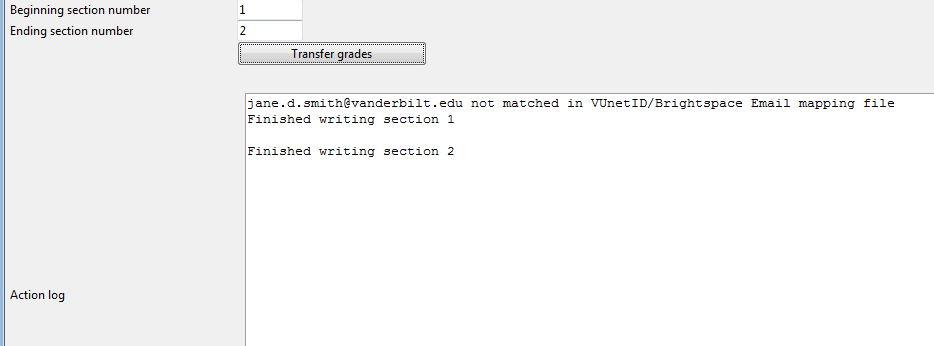 Beginning section number 1
Ending section number 2
Transfer grades
jane.d.smith@vanderbilt.edu not matched in VUnetID/Brightspace Email mapping file
Finished writing section 1
Finished writing section 2
Action log